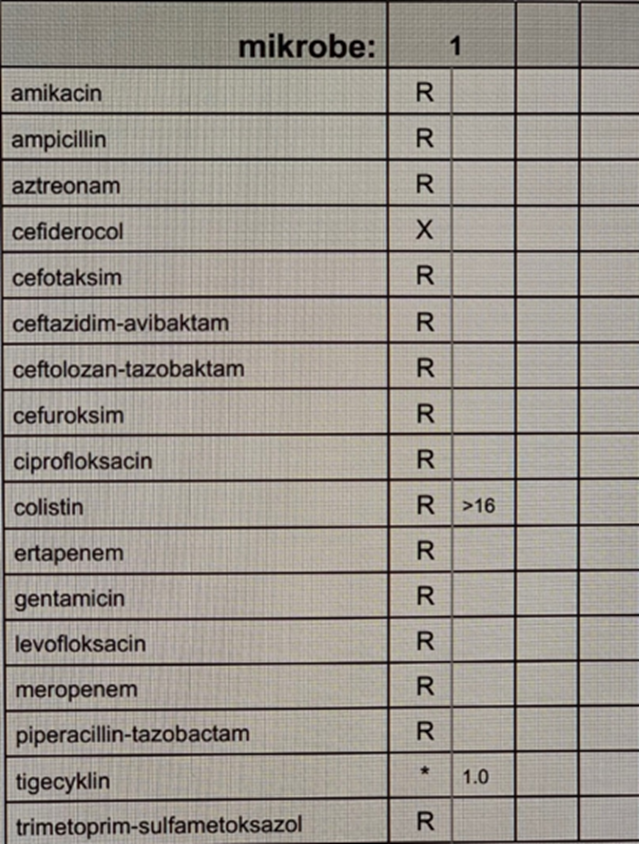 mikrobe: 1
amikacin R
ampicillin R
aztreonam R
cefiderocol X
cefotaksim R
ceftazidim-avibaktam R
ceftolozan-tazobaktam R
cefuroksim R
ciprofloksacin R
colistin R >16
ertapenem R
gentamicin R
levofloksacin R
meropenem R
piperacillin-tazobactam R
tigecyklin * 1.0
trimetoprim-sulfametoksazol R